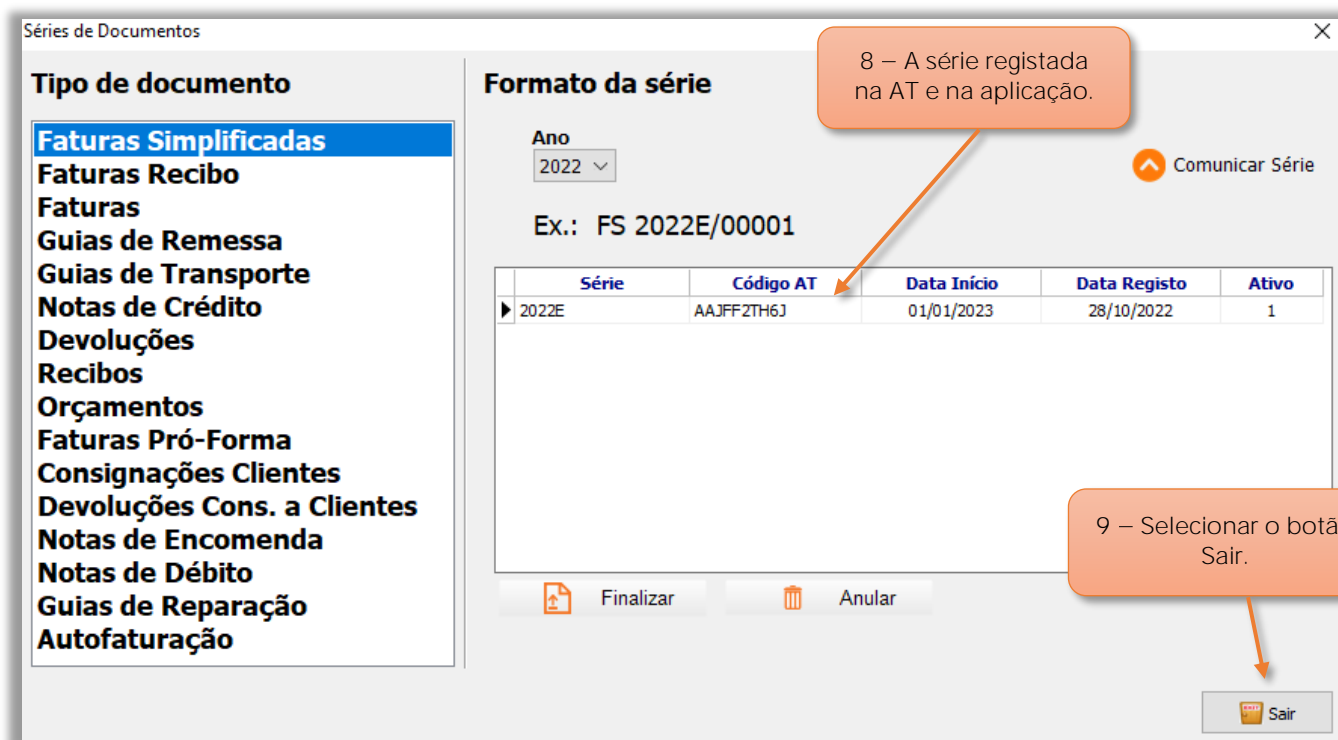 Séries de Documentos
8 – A série registada
na AT e na aplicação.
Tipo de documento
Faturas Simplificadas
Faturas Recibo
Faturas
Guias de Remessa
Guias de Transporte
Notas de Crédito
Devoluções
Recibos
Orçamentos
Faturas Pró-Forma
Consignações Clientes
Devoluções Cons. a Clientes
Notas de Encomenda
Notas de Débito
Guias de Reparação
Autofaturação
Formato da série
Ano
2022
Comunicar Série
Ex.: FS 2022E/00001
Série Código AT Data Início Data Registo Ativo
2022E AAJFF2TH6J 01/01/2023 28/10/2022 1
9 – Selecionar o botã
Sair.
Finalizar Anular
Sair